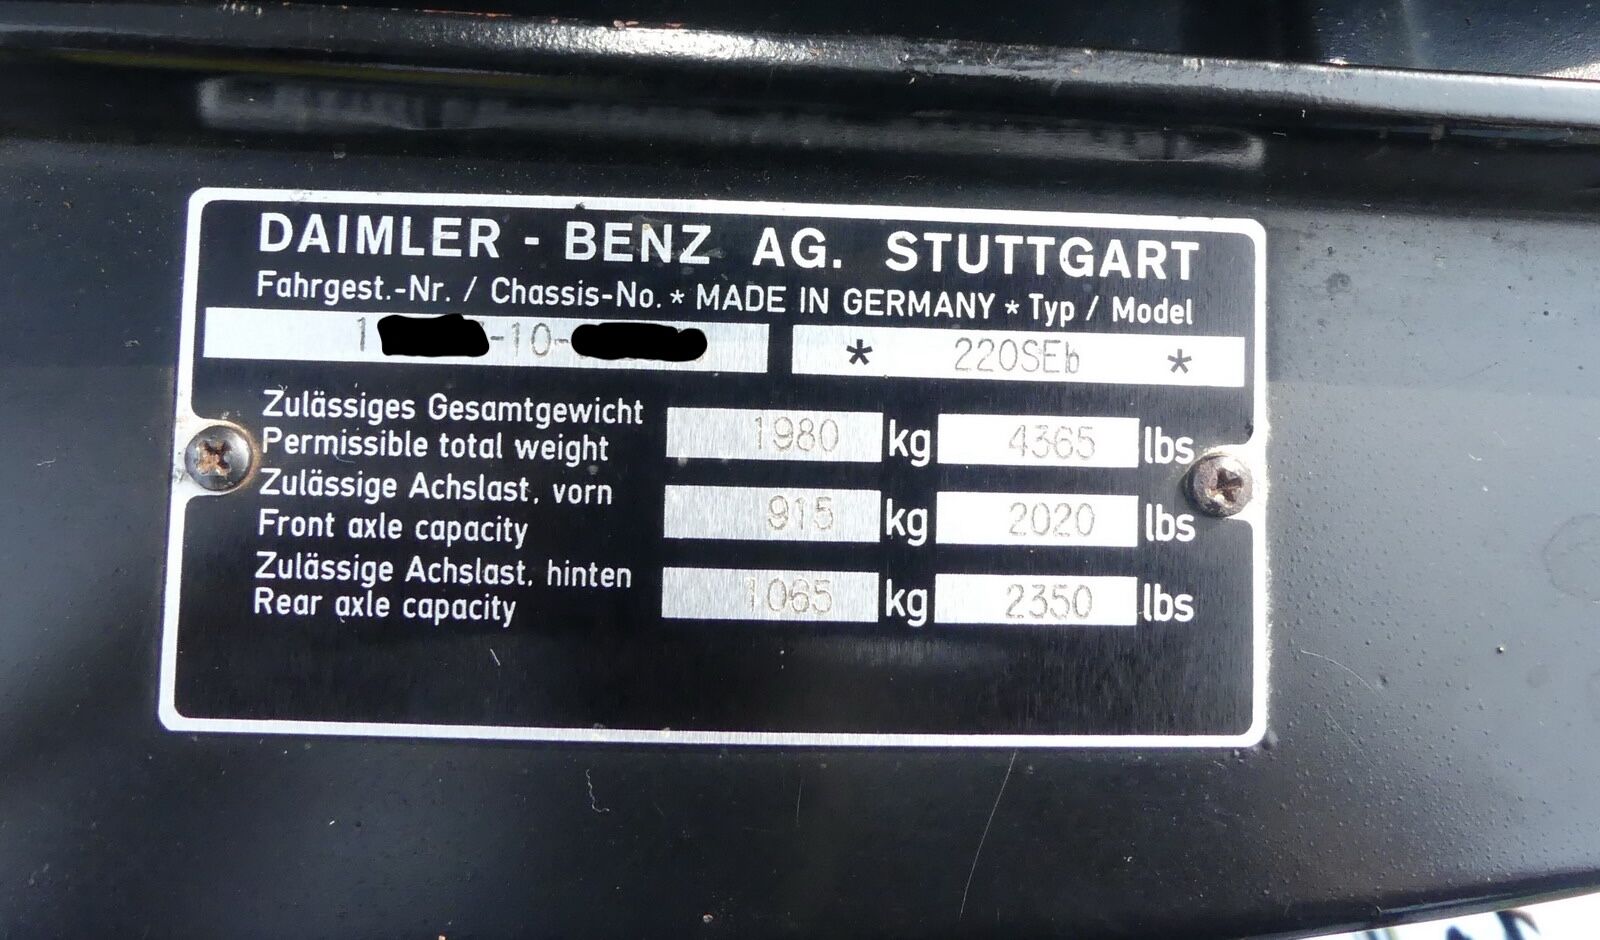 DAIMLER - BENZ AG. STUTTGART
Fahrgest.-Nr. / Chassis-No. * MADE IN GERMANY * Typ / Model
1 -10- * 220SEb *
Zulässiges Gesamtgewicht
Permissible total weight 1980 kg 4365 lbs
Zulässige Achslast, vorn
Front axle capacity 915 kg 2020 lbs
Zulässige Achslast, hinten
Rear axle capacity 1065 kg 2350 lbs